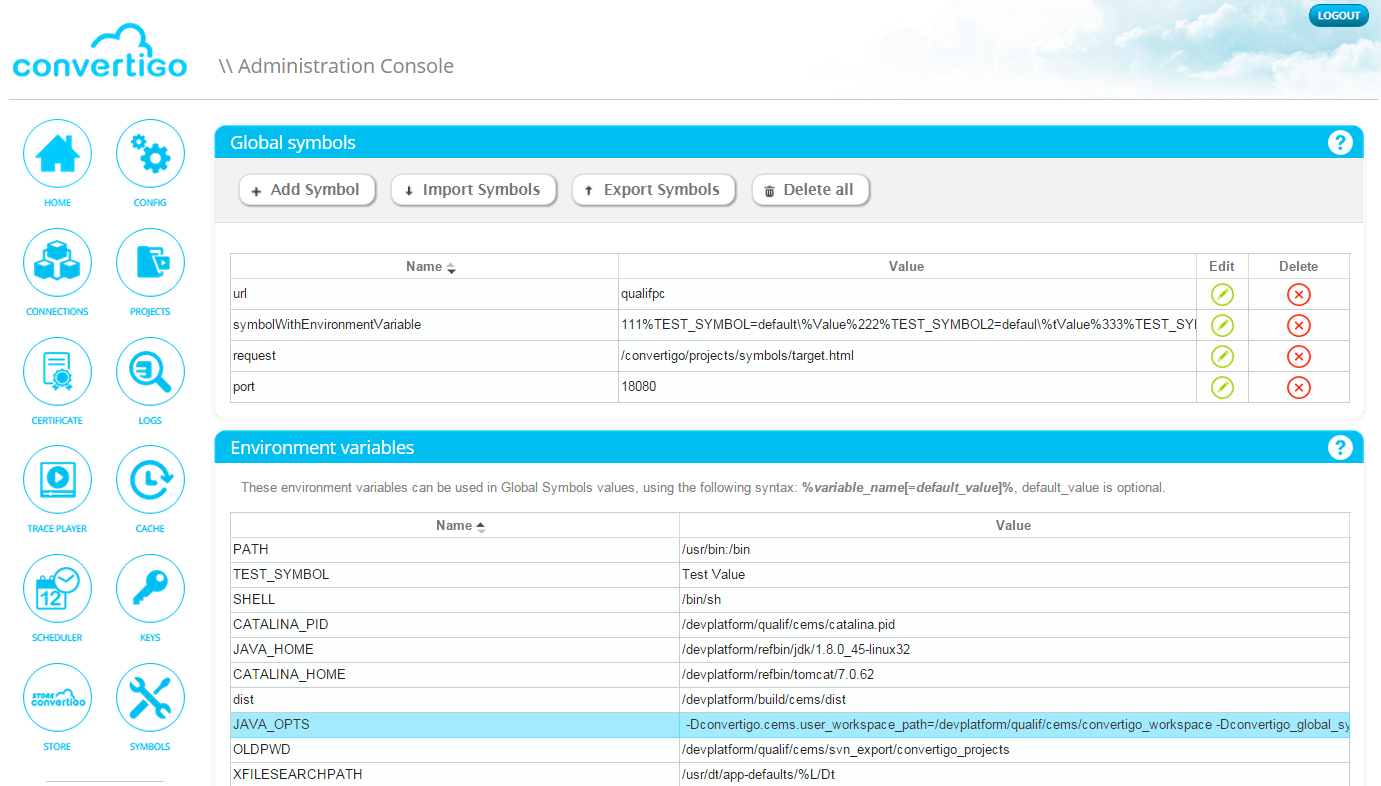 LOGOUT
convertigo
\\ Administration Console
HOME
CONFIG
CONNECTIONS
PROJECTS
CERTIFICATE
LOGS
TRACE PLAYER
CACHE
12
SCHEDULER
KEYS
STORE
convertigo
STORE
SYMBOLS
Global symbols
?
+ Add Symbol
Import Symbols
Export Symbols
Delete all
Name Value Edit Delete
url qualifpc
symbolWithEnvironmentVariable 111%TEST_SYMBOL=default\%Value%222%TEST_SYMBOL2=defaul\%tValue%333%TEST_SYI
request /convertigo/projects/symbols/target.html
port 18080
Environment variables
?
These environment variables can be used in Global Symbols values, using the following syntax: %variable_name[=default_value]%, default_value is optional.
Name Value
PATH /usr/bin:/bin
TEST_SYMBOL Test Value
SHELL /bin/sh
CATALINA_PID /devplatform/qualif/cems/catalina.pid
JAVA_HOME /devplatform/refbin/jdk/1.8.0_45-linux32
CATALINA_HOME /devplatform/refbin/tomcat/7.0.62
dist /devplatform/build/cems/dist
JAVA_OPTS -Dconvertigo.cems.user_workspace_path=/devplatform/qualif/cems/convertigo_workspace -Dconvertigo_global_sy
OLDPWD /devplatform/qualif/cems/svn_export/convertigo_projects
XFILESEARCHPATH /usr/dt/app-defaults/%L/Dt